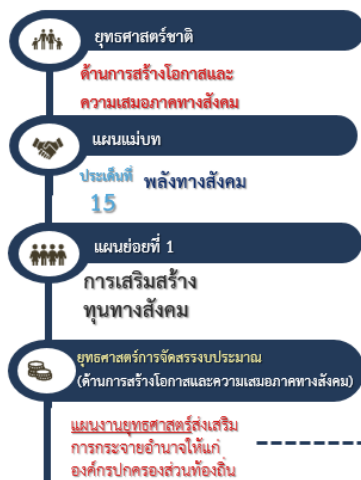 ยุทธศาสตร์ชาติ
ด้านการสร้างโอกาสและ
ความเสมอภาคทางสังคม
แผนแม่บท
ประเด็นที่ พลังทางสังคม
15
แผนย่อยที่ 1
การเสริมสร้าง
ทุนทางสังคม
ยุทธศาสตร์การจัดสรรงบประมาณ
(ด้านการสร้างโอกาสและความเสมอภาคทางสังคม)
แผนงานยุทธศาสตร์ส่งเสริม
การกระจายอำนาจให้แก่
องค์กรปกครองส่วนท้องถิ่น